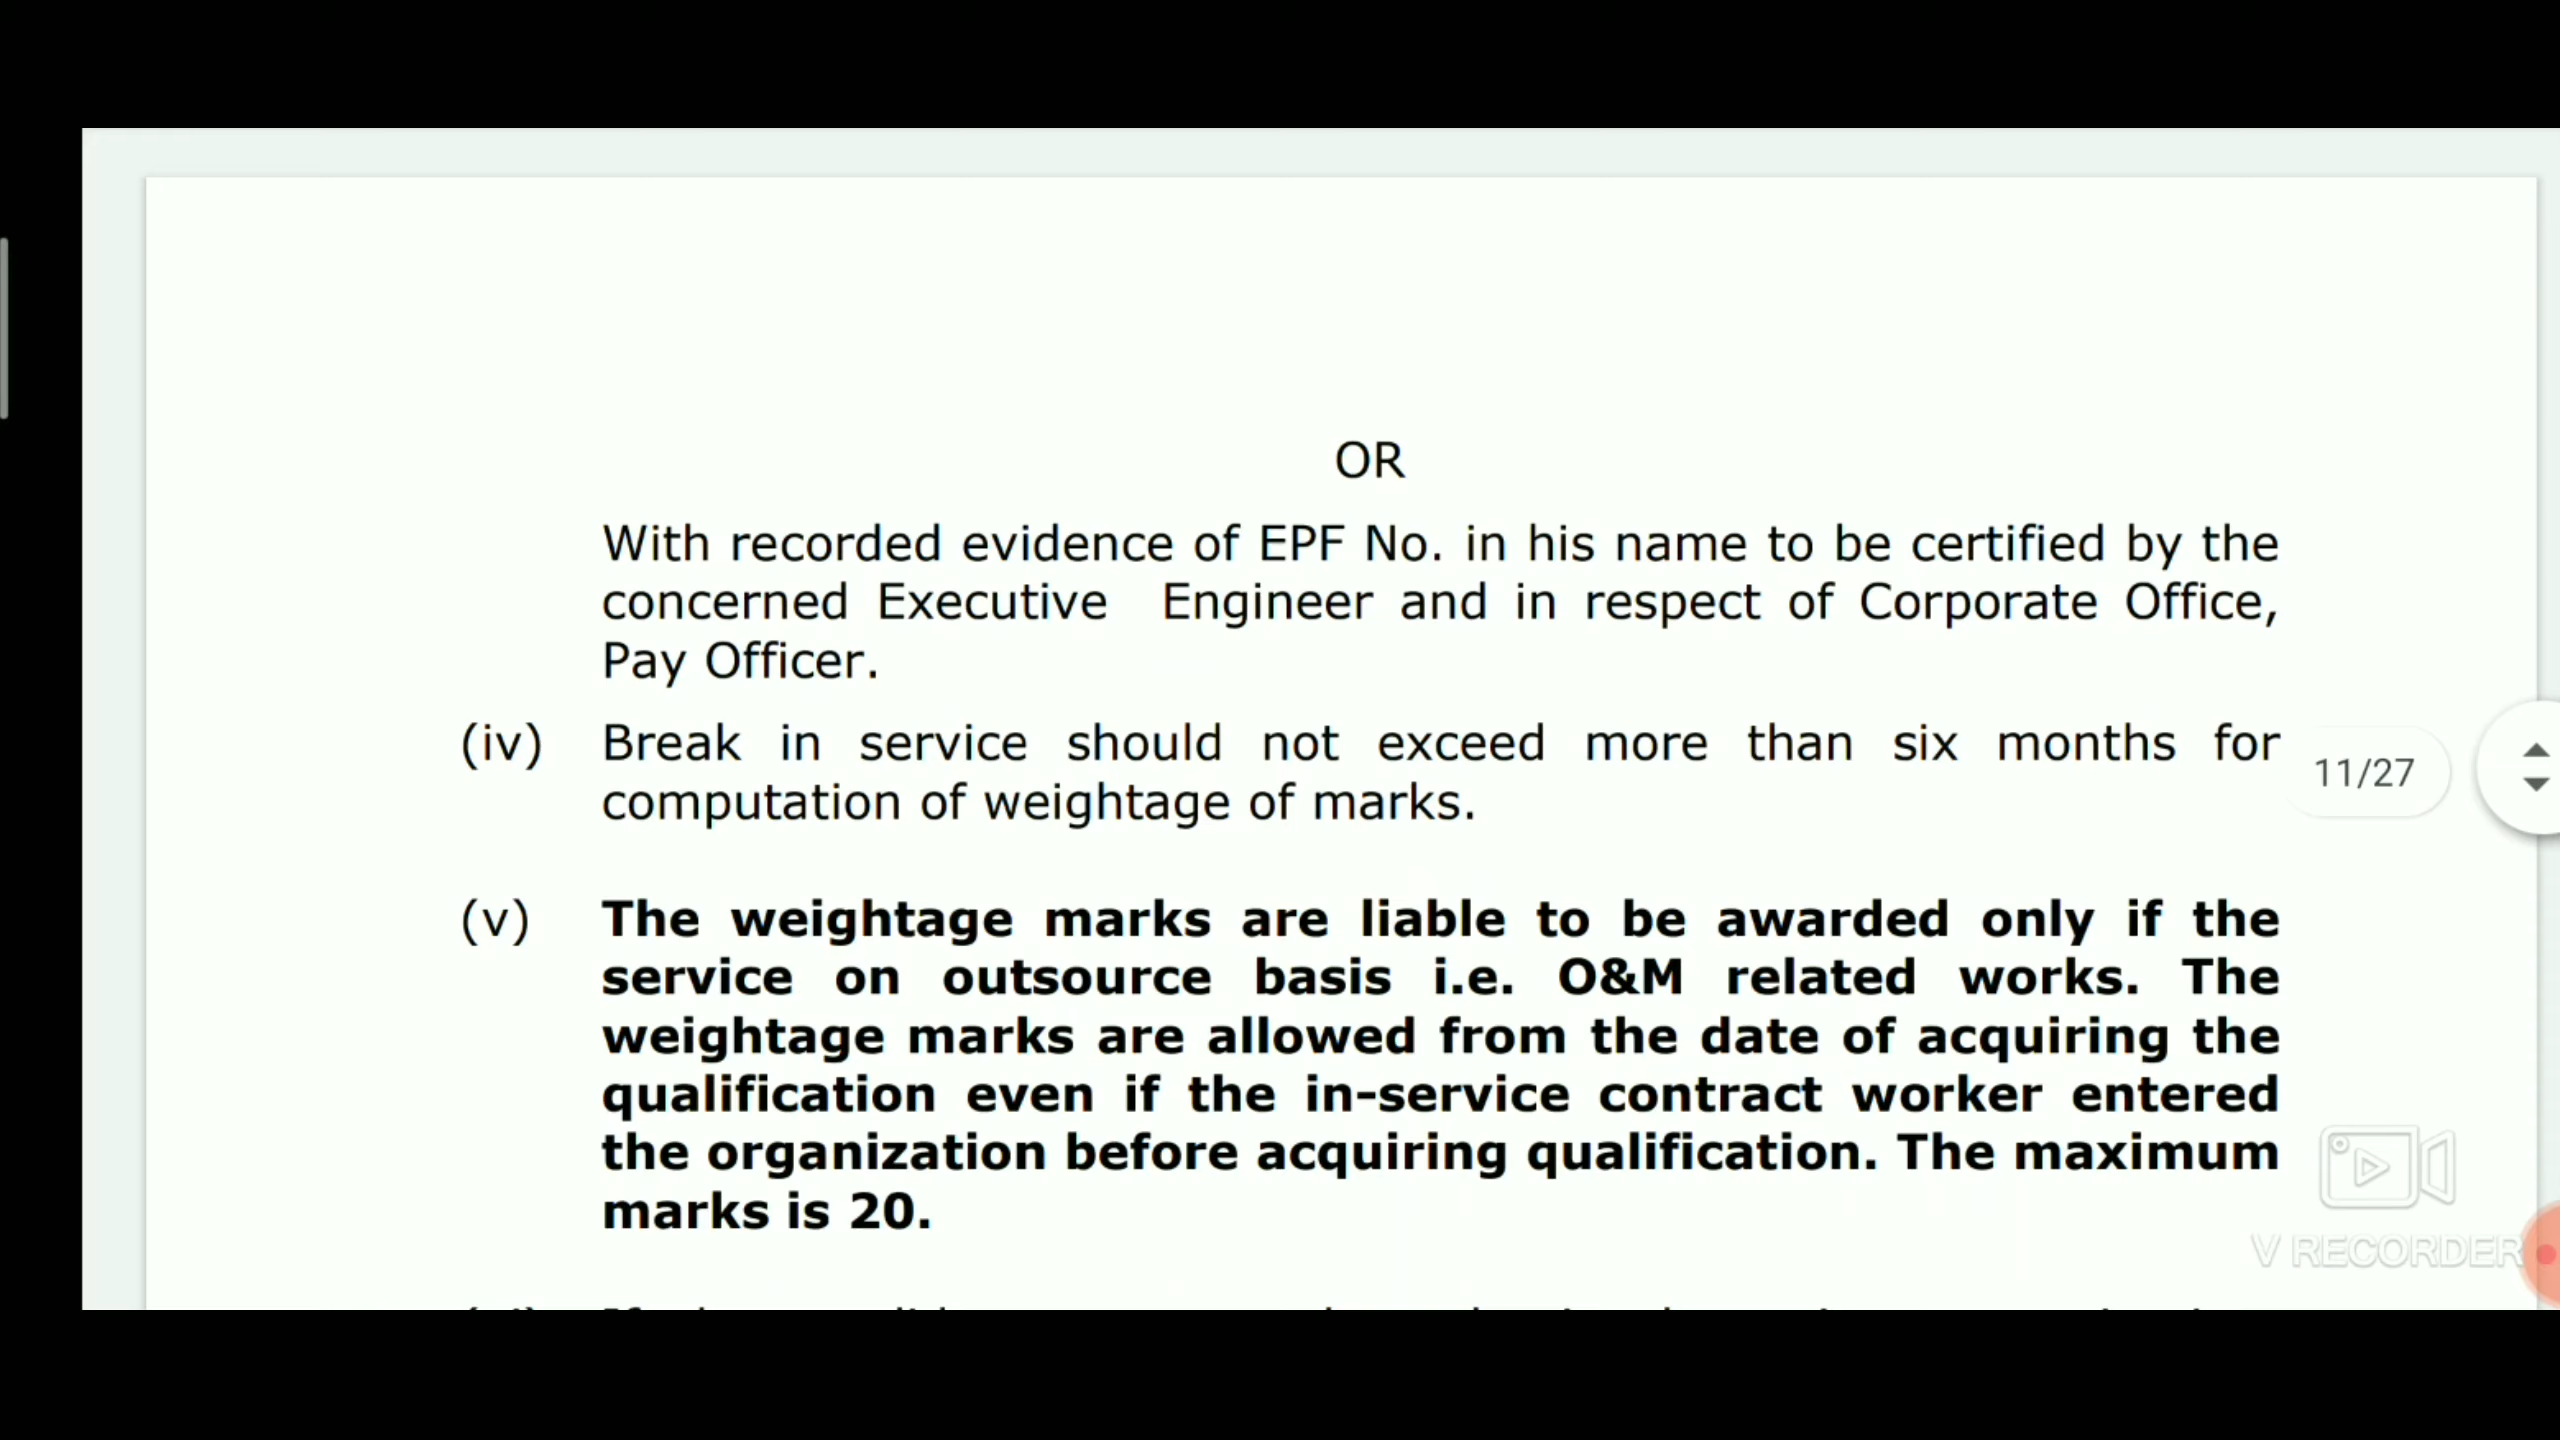 OR
With recorded evidence of EPF No. in his name to be certified by the
concerned Executive Engineer and in respect of Corporate Office,
Pay Officer.
(iv) Break in service should not exceed more than six months for
computation of weightage of marks.
11/27
(v) The weightage marks are liable to be awarded only if the
service on outsource basis i.e. O&M related works. The
weightage marks are allowed from the date of acquiring the
qualification even if the in-service contract worker entered
the organization before acquiring qualification. The maximum
marks is 20.
V RECORDER